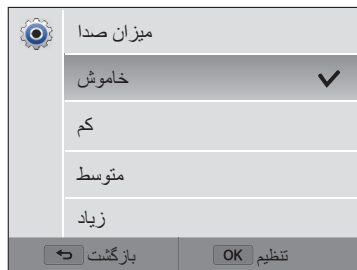 میزان صدا
خاموش
کم
متوسط
زیاد
بازگشت
تنظیم OK